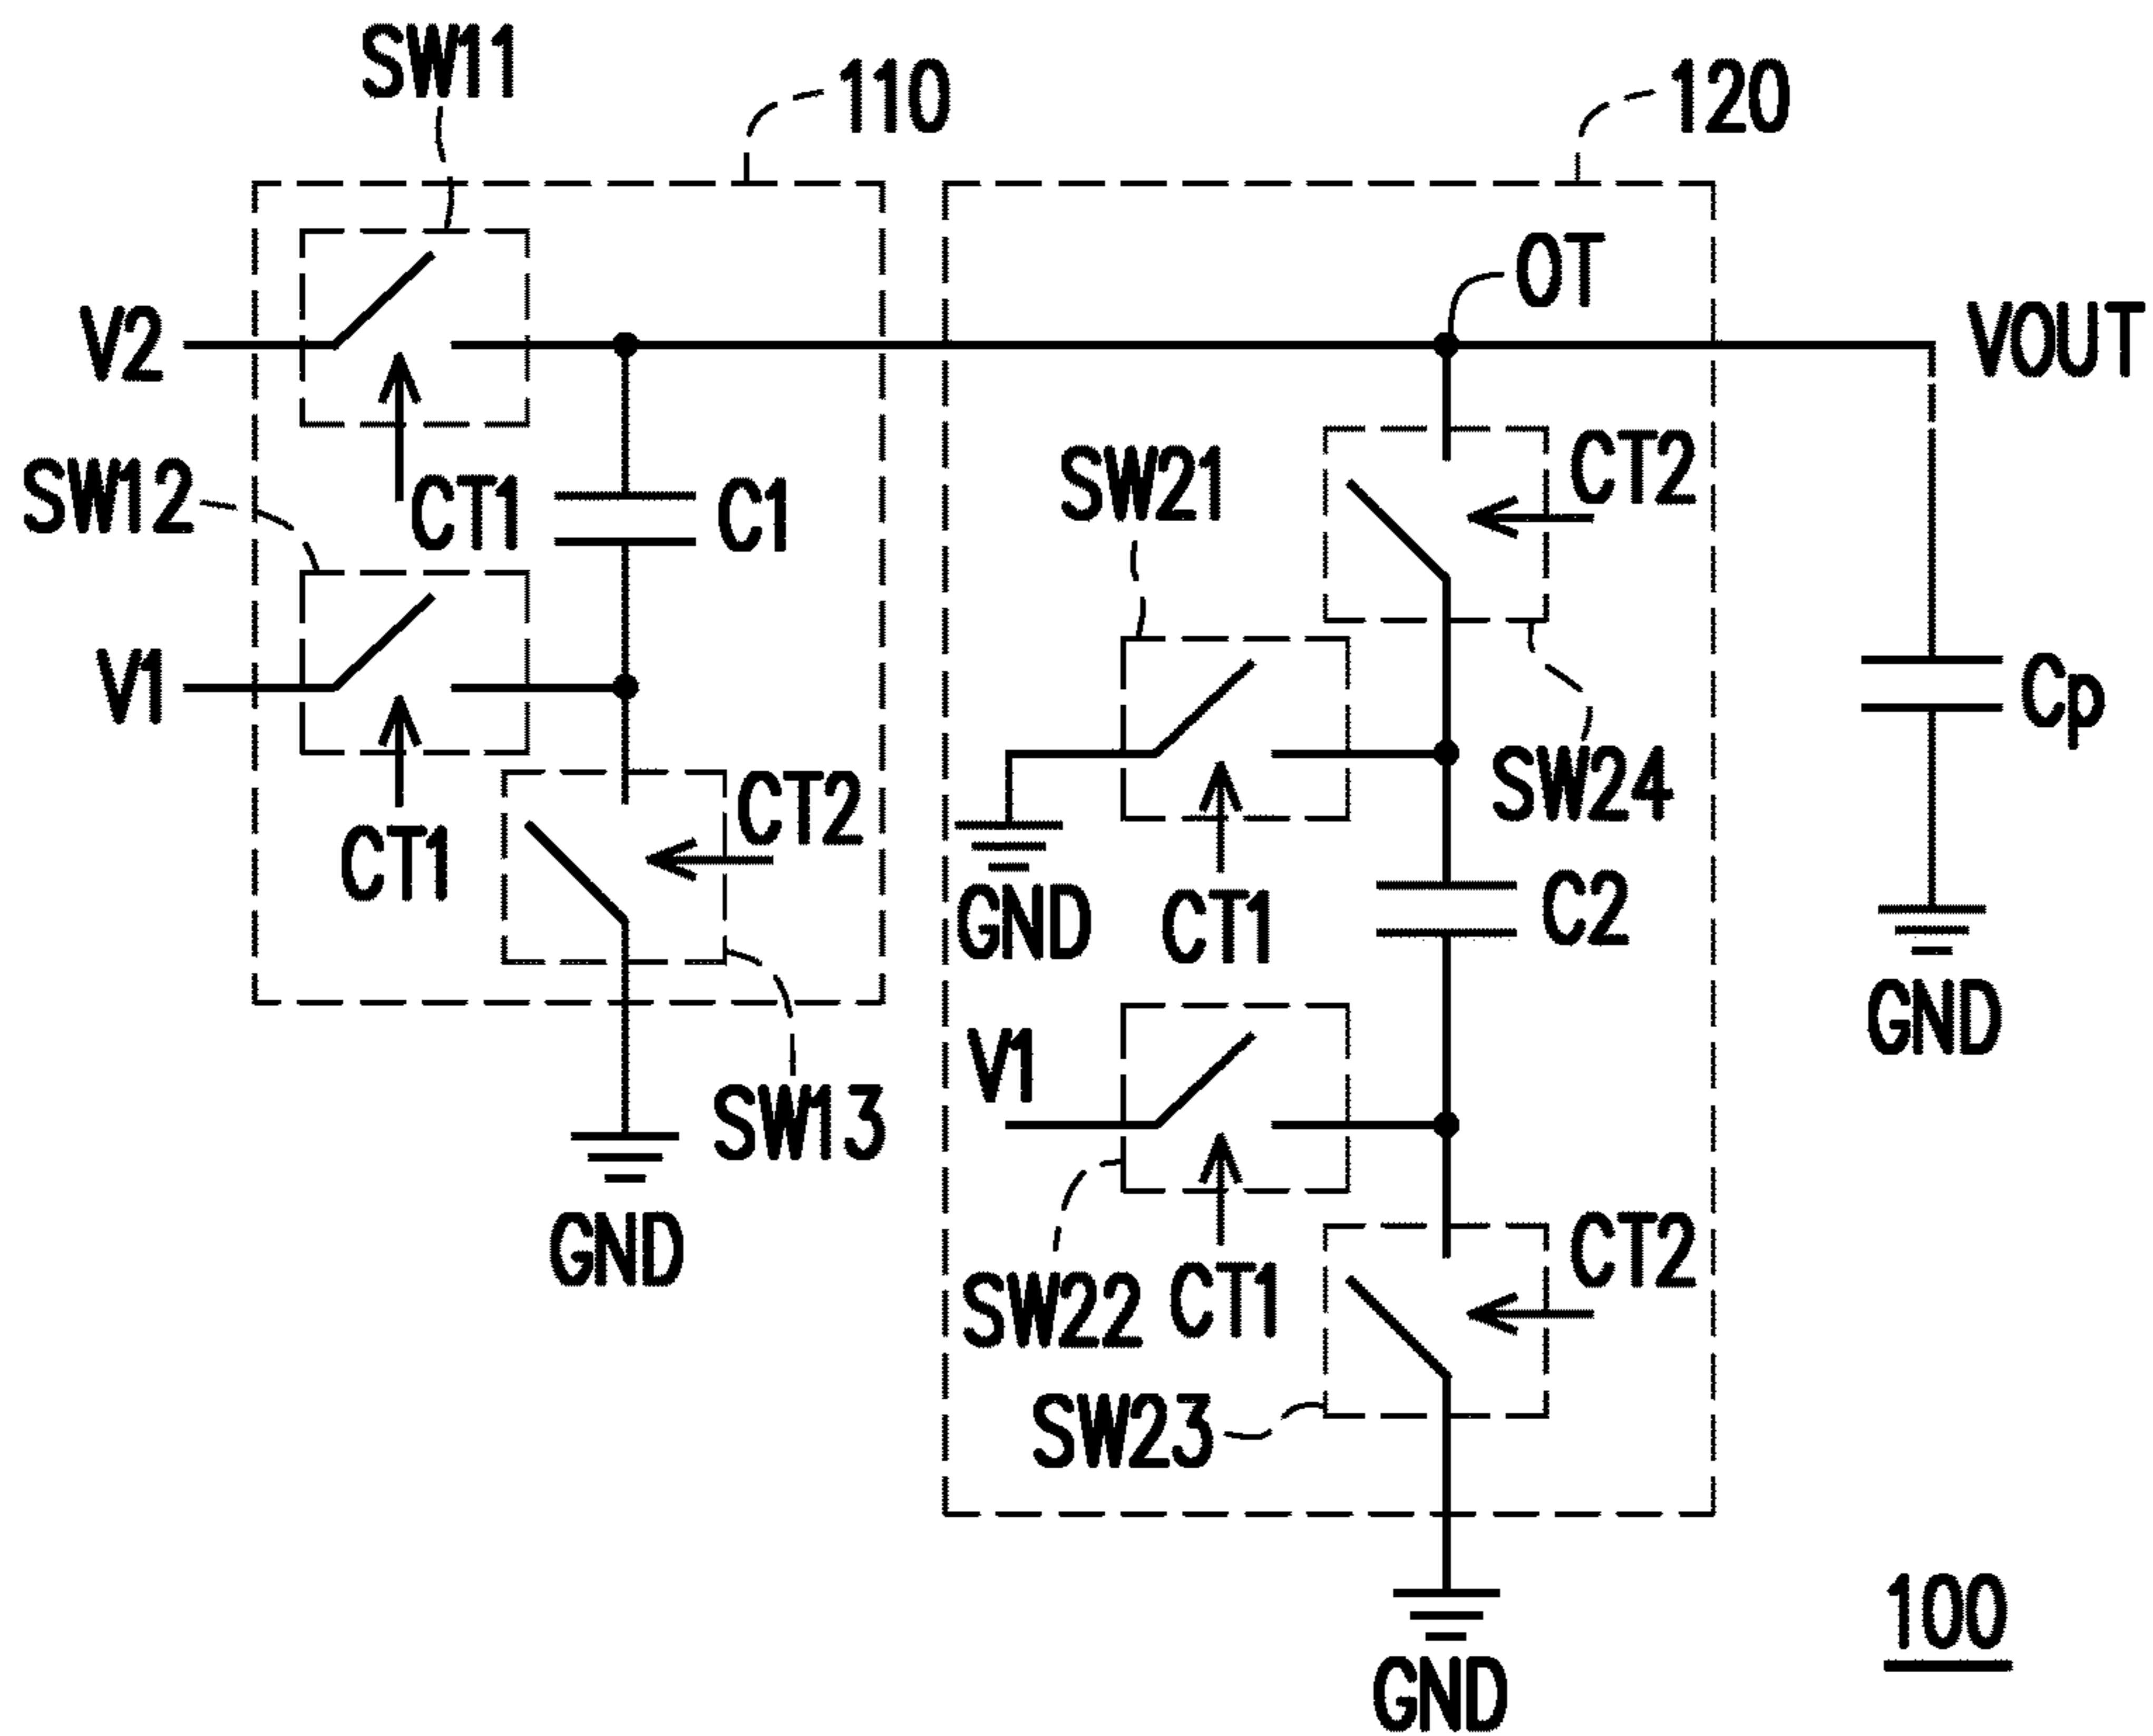 SW11
110
120
OT
V2
VOUT
SW12
CT1
C1
SW21
CT2
V1
Cp
SW24
CT1
CT2
GND
CT1
C2
GND
V1
SW13
GND
SW22
CT1
CT2
SW23
100
GND